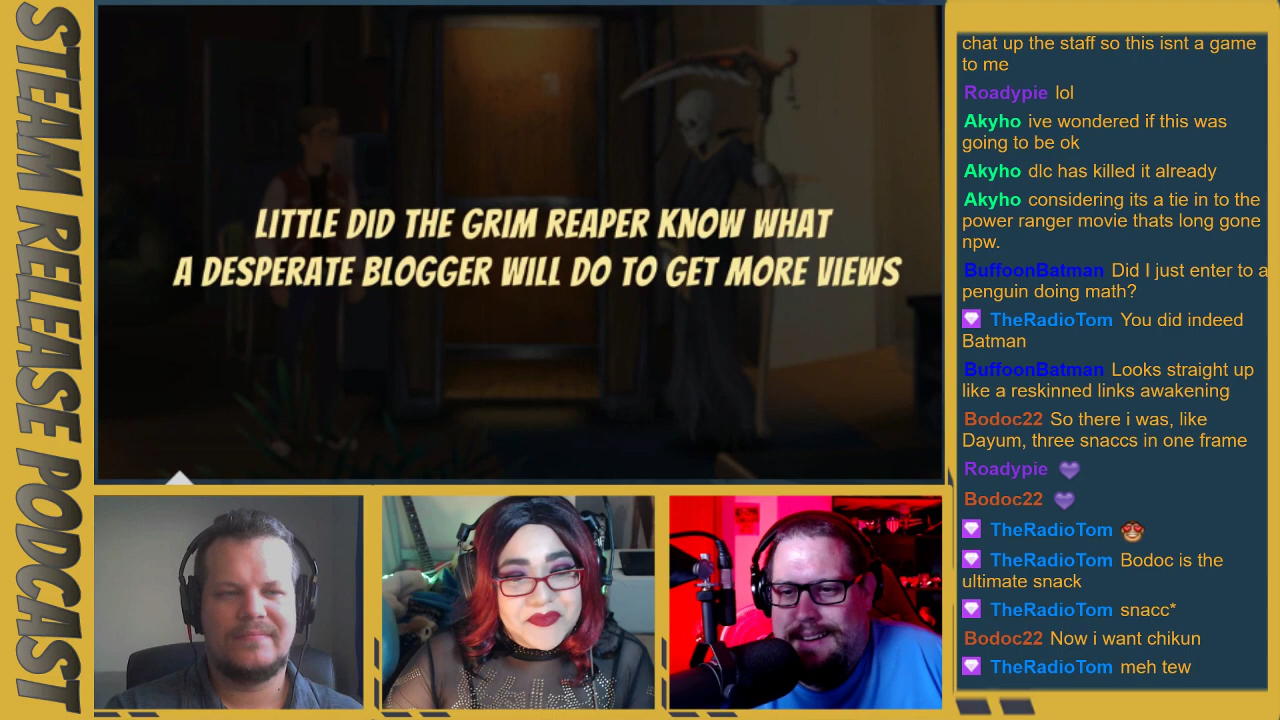 STEAM RELEASE PODCAST
LITTLE DID THE GRIM REAPER KNOW WHAT
A DESPERATE BLOGGER WILL DO TO GET MORE VIEWS
chat up the staff so this isnt a game
to me
Roadypie lol
Akyho ive wondered if this was
going to be ok
Akyho dlc has killed it already
Akyho considering its a tie in to the
power ranger movie thats long gone
npw.
BuffoonBatman Did I just enter to a
penguin doing math?
TheRadioTom You did indeed
Batman
BuffoonBatman Looks straight up
like a reskinned links awakening
Bodoc22 So there i was, like
Dayum, three snaccs in one frame
Roadypie
Bodoc22
TheRadioTom
TheRadioTom Bodoc is the
ultimate snack
TheRadioTom snacc*
Bodoc22 Now i want chikun
TheRadioTom meh tew